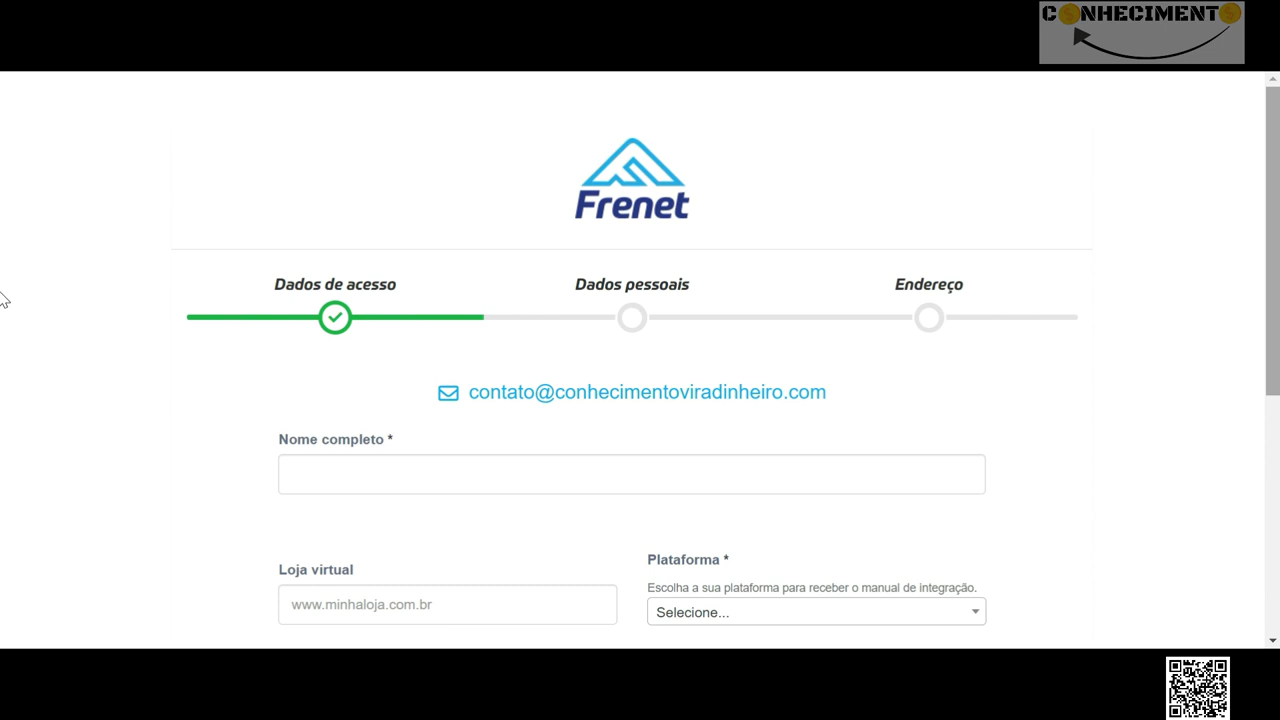 CONHECIMENTO
Frenet
Dados de acesso
Dados pessoais
Endereço
contato@conhecimentoviradinheiro.com
Nome completo *
Loja virtual
www.minhaloja.com.br
Plataforma *
Escolha a sua plataforma para receber o manual de integração.
Selecione...